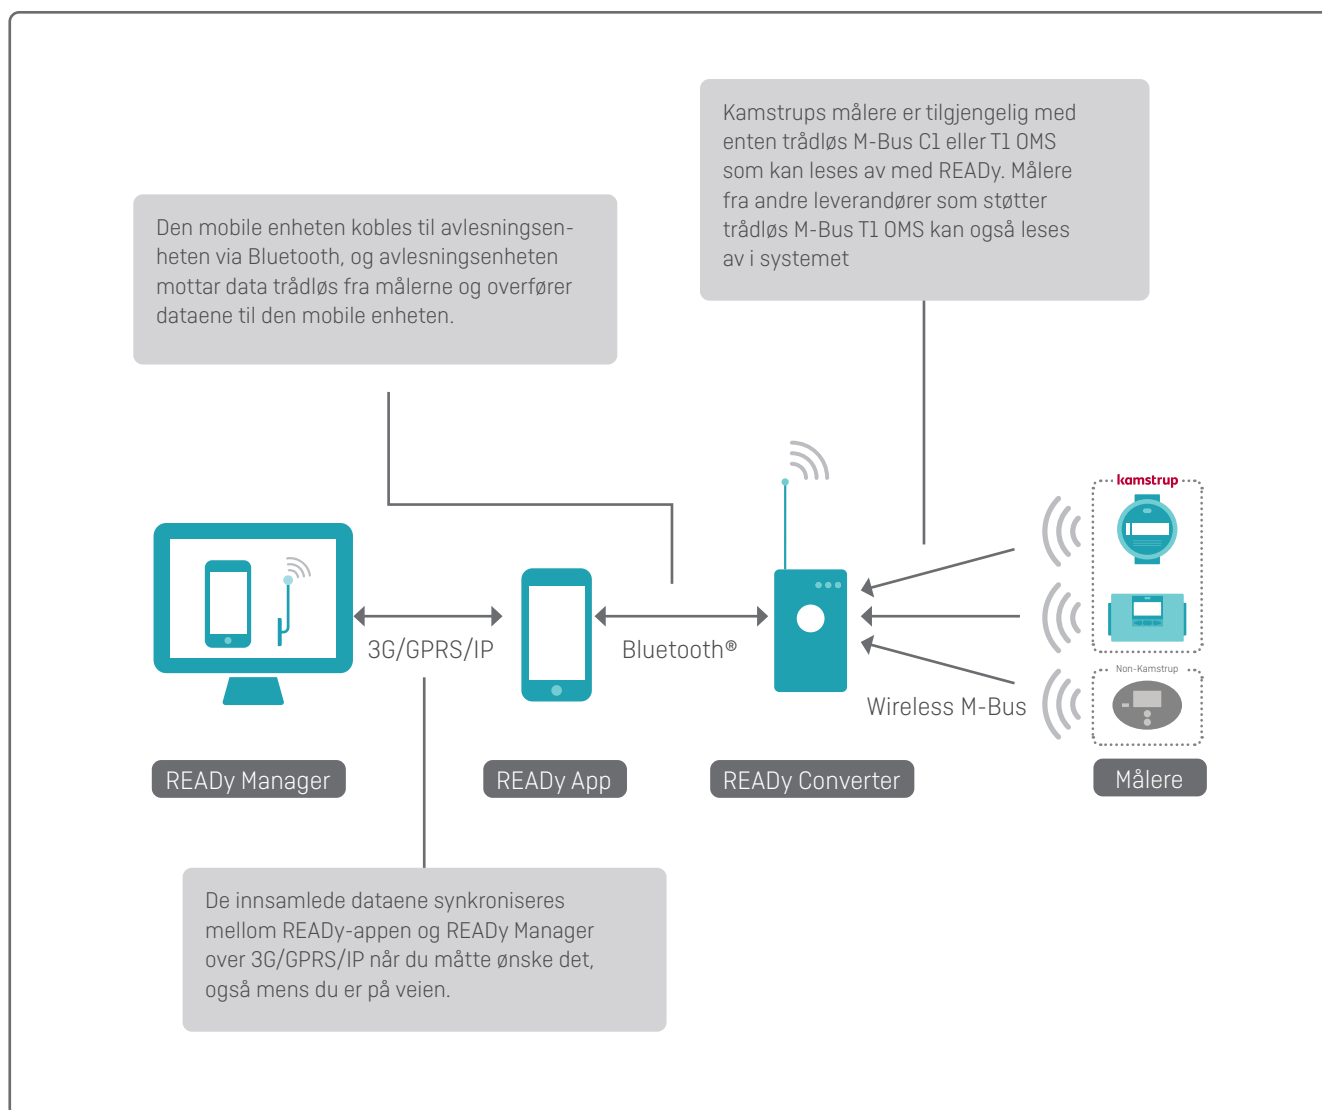 Kamstrups målere er tilgjengelig med
enten trådløs M-Bus C1 eller T1 OMS
som kan leses av med READy. Målere
fra andre leverandører som støtter
trådløs M-Bus T1 OMS kan også leses
av i systemet
Den mobile enheten kobles til avlesningsen-
heten via Bluetooth, og avlesningsenheten
mottar data trådløs fra målerne og overfører
dataene til den mobile enheten.
kamstrup
3G/GPRS/IP
Bluetooth®
Non-Kamstrup
Wireless M-Bus
READy Manager
READy App
READy Converter
Målere
De innsamlede dataene synkroniseres
mellom READy-appen og READy Manager
over 3G/GPRS/IP når du måtte ønske det,
også mens du er på veien.